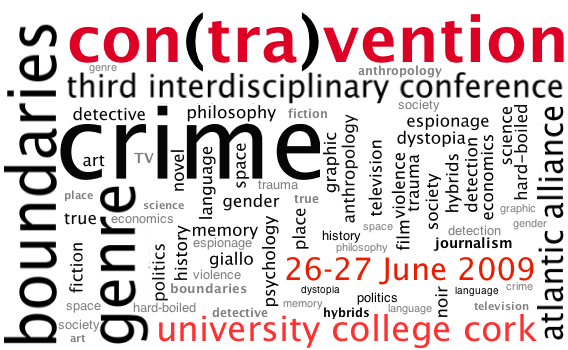 con(tra)vention
genre
anthropology
third interdisciplinary conference
boundaries
detective
philosophy
fiction
society
espionage
crime
dystopia
science
hard-boiled
art
TV
novel
language
space
trauma
graphic
anthropology
television
violence
trauma
hybrids
detection
economics
atlantic alliance
place
science
gender
true
place
society
graphic
true
economics
genre
memory
space
gender
detection
history
espionage
psychology
history
philosophy
film
journalism
fiction
politics
giallo
violence
26-27 June 2009
boundaries
dystopia
politics
noir
language
crime
space
hard-boiled
detective
memory
hybrids
language
television
society
art
university college cork